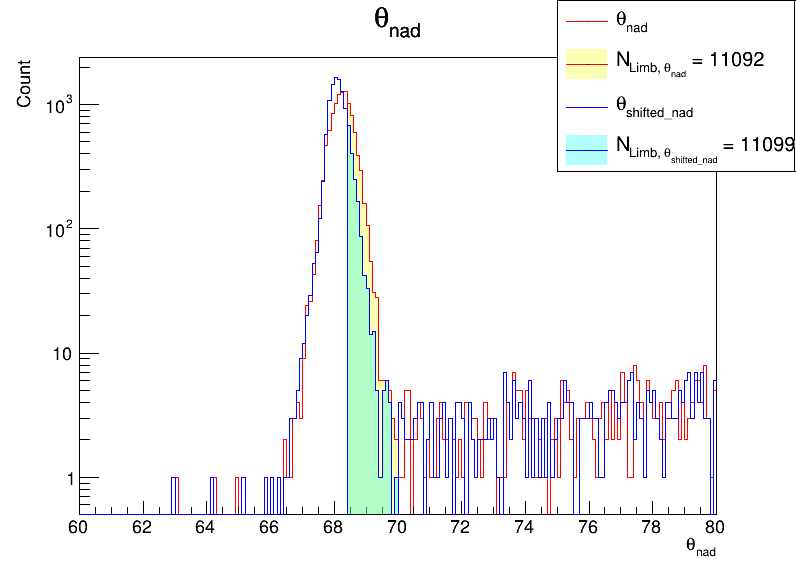 θnad
θnad
NLimb, θnad = 11092
θshifted_nad
NLimb, θshifted_nad = 11099
Count
10³
10²
10
1
60 62 64 66 68 70 72 74 76 78 80
θnad